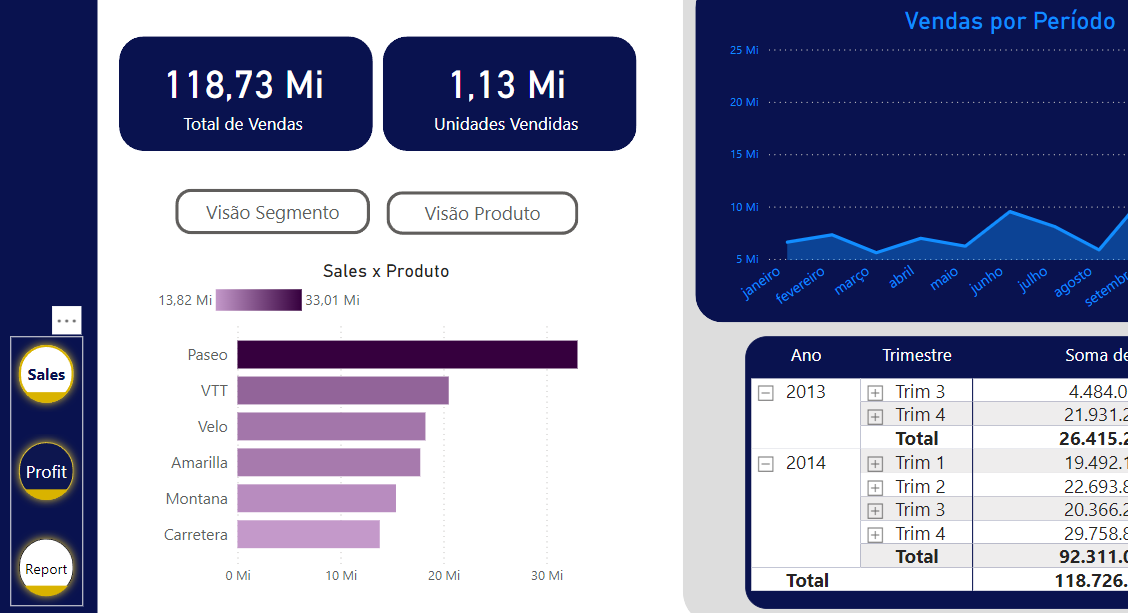 118,73 Mi
Total de Vendas
1,13 Mi
Unidades Vendidas
Visão Segmento
Visão Produto
Sales x Produto
13,82 Mi 33,01 Mi
Paseo
VTT
Velo
Amarilla
Montana
Carretera
0 Mi 10 Mi 20 Mi 30 Mi
Sales
Profit
Report
Vendas por Período
25 Mi
20 Mi
15 Mi
10 Mi
5 Mi
janeiro fevereiro março abril maio junho julho agosto setembr
Ano Trimestre Soma de
2013 Trim 3 4.484.0
Trim 4 21.931.2
Total 26.415.2
2014 Trim 1 19.492.1
Trim 2 22.693.8
Trim 3 20.366.2
Trim 4 29.758.8
Total 92.311.0
Total 118.726.